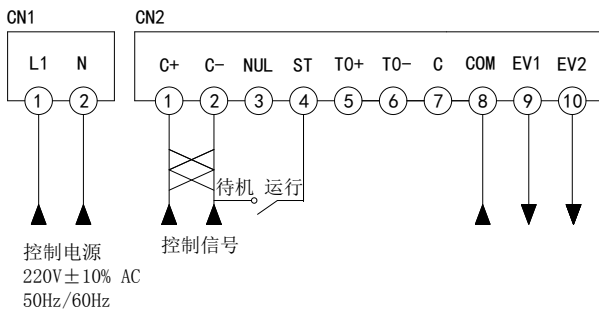 CN1 CN2
L1 N C+ C- NUL ST TO+ TO- C COM EV1 EV2
1 2 1 2 3 4 5 6 7 8 9 10
待机 运行
控制电源 控制信号
220V±10% AC
50Hz/60Hz